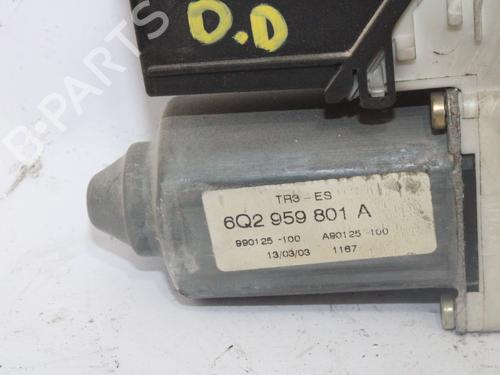 D.D
B-PARTS
TR3-ES
6Q2 959 801 A
990125-100 A90125-100
13/03/03 1167